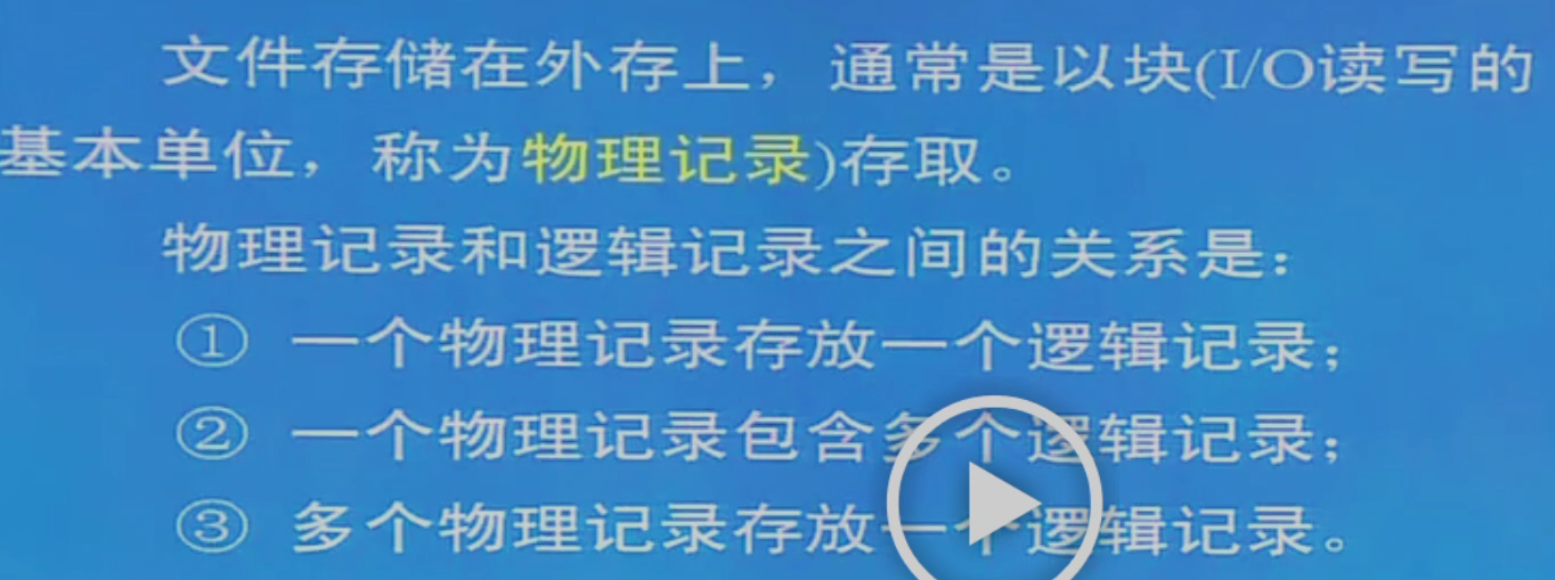 文件存储在外存上，通常是以块(I/O读写的
基本单位，称为物理记录)存取。
物理记录和逻辑记录之间的关系是：
① 一个物理记录存放一个逻辑记录；
② 一个物理记录包含多个逻辑记录；
③ 多个物理记录存放一个逻辑记录。